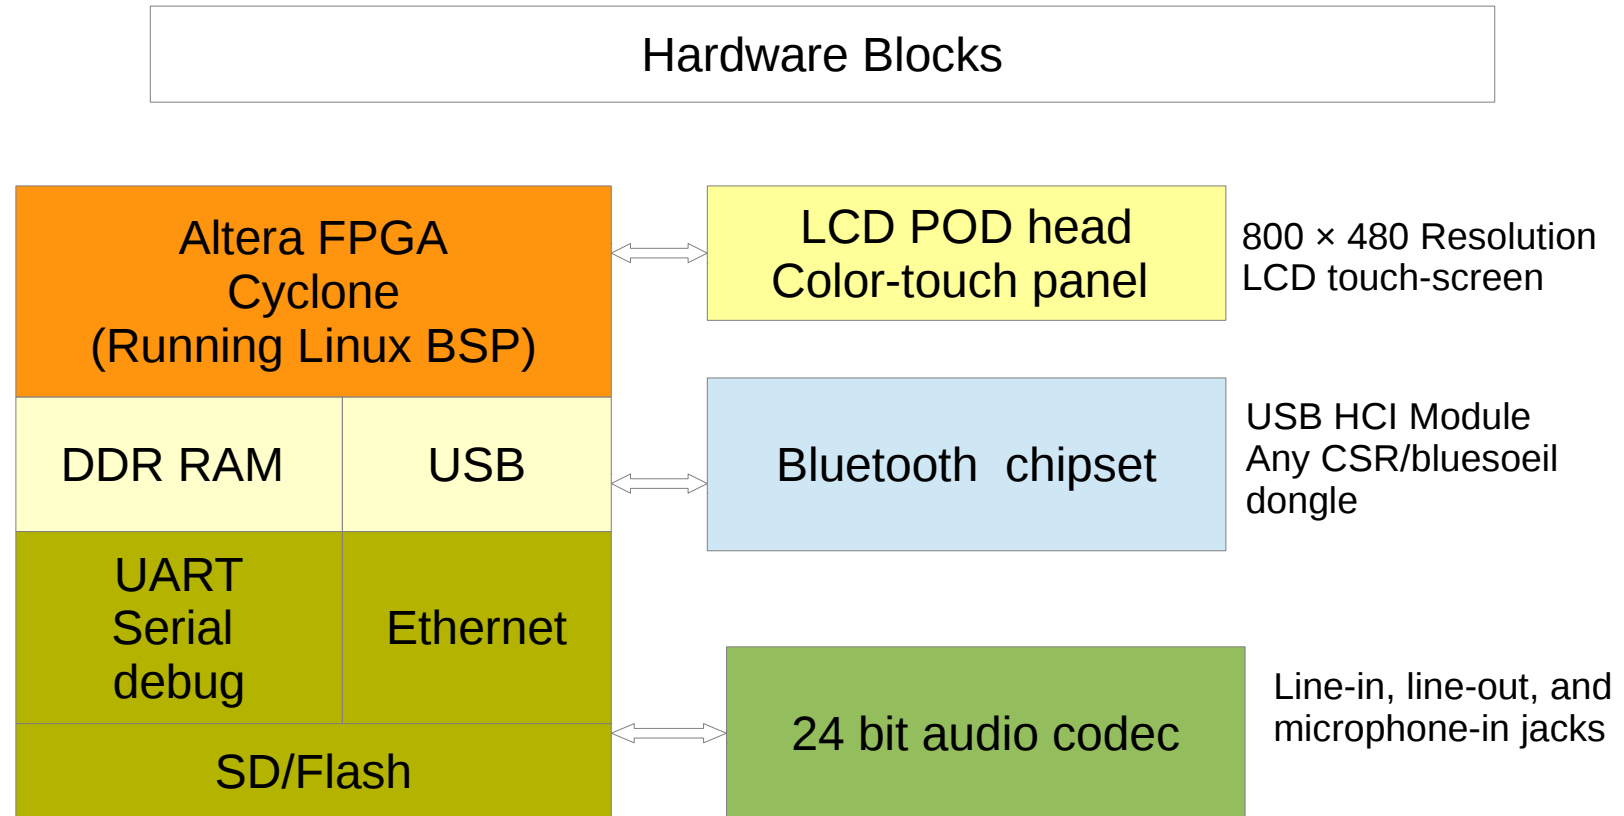 Hardware Blocks
Altera FPGA
Cyclone
(Running Linux BSP)
LCD POD head
Color-touch panel
800 × 480 Resolution
LCD touch-screen
DDR RAM
USB
Bluetooth chipset
USB HCI Module
Any CSR/bluesoeil
dongle
UART
Serial
debug
Ethernet
24 bit audio codec
Line-in, line-out, and
microphone-in jacks
SD/Flash